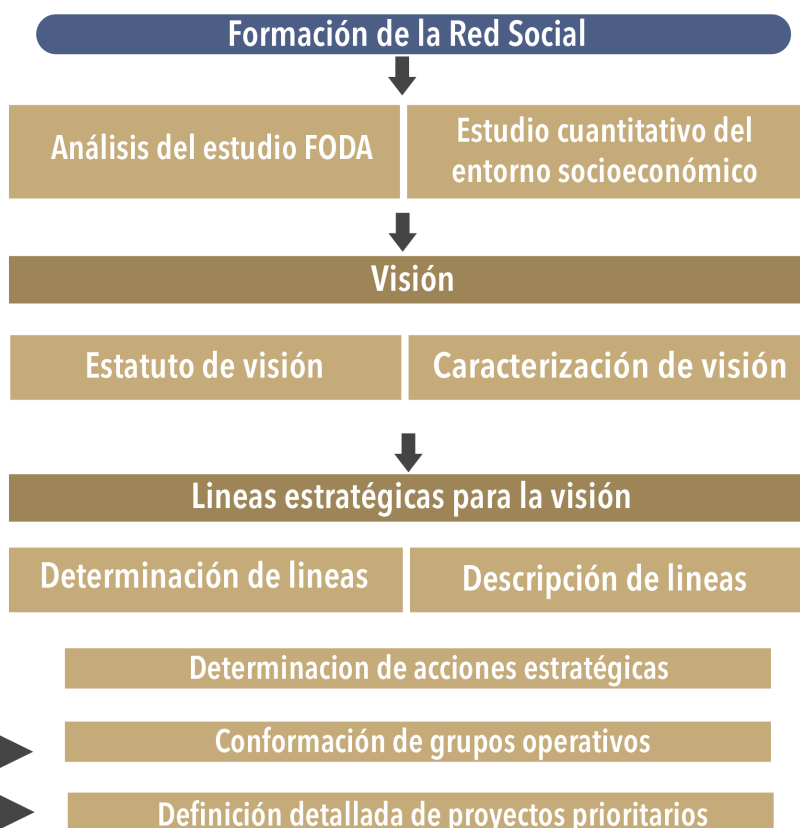 Formación de la Red Social
Análisis del estudio FODA
Estudio cuantitativo del
entorno socioeconómico
Visión
Estatuto de visión
Caracterización de visión
Lineas estratégicas para la visión
Determinación de lineas
Descripción de lineas
Determinacion de acciones estratégicas
Conformación de grupos operativos
Definición detallada de proyectos prioritarios